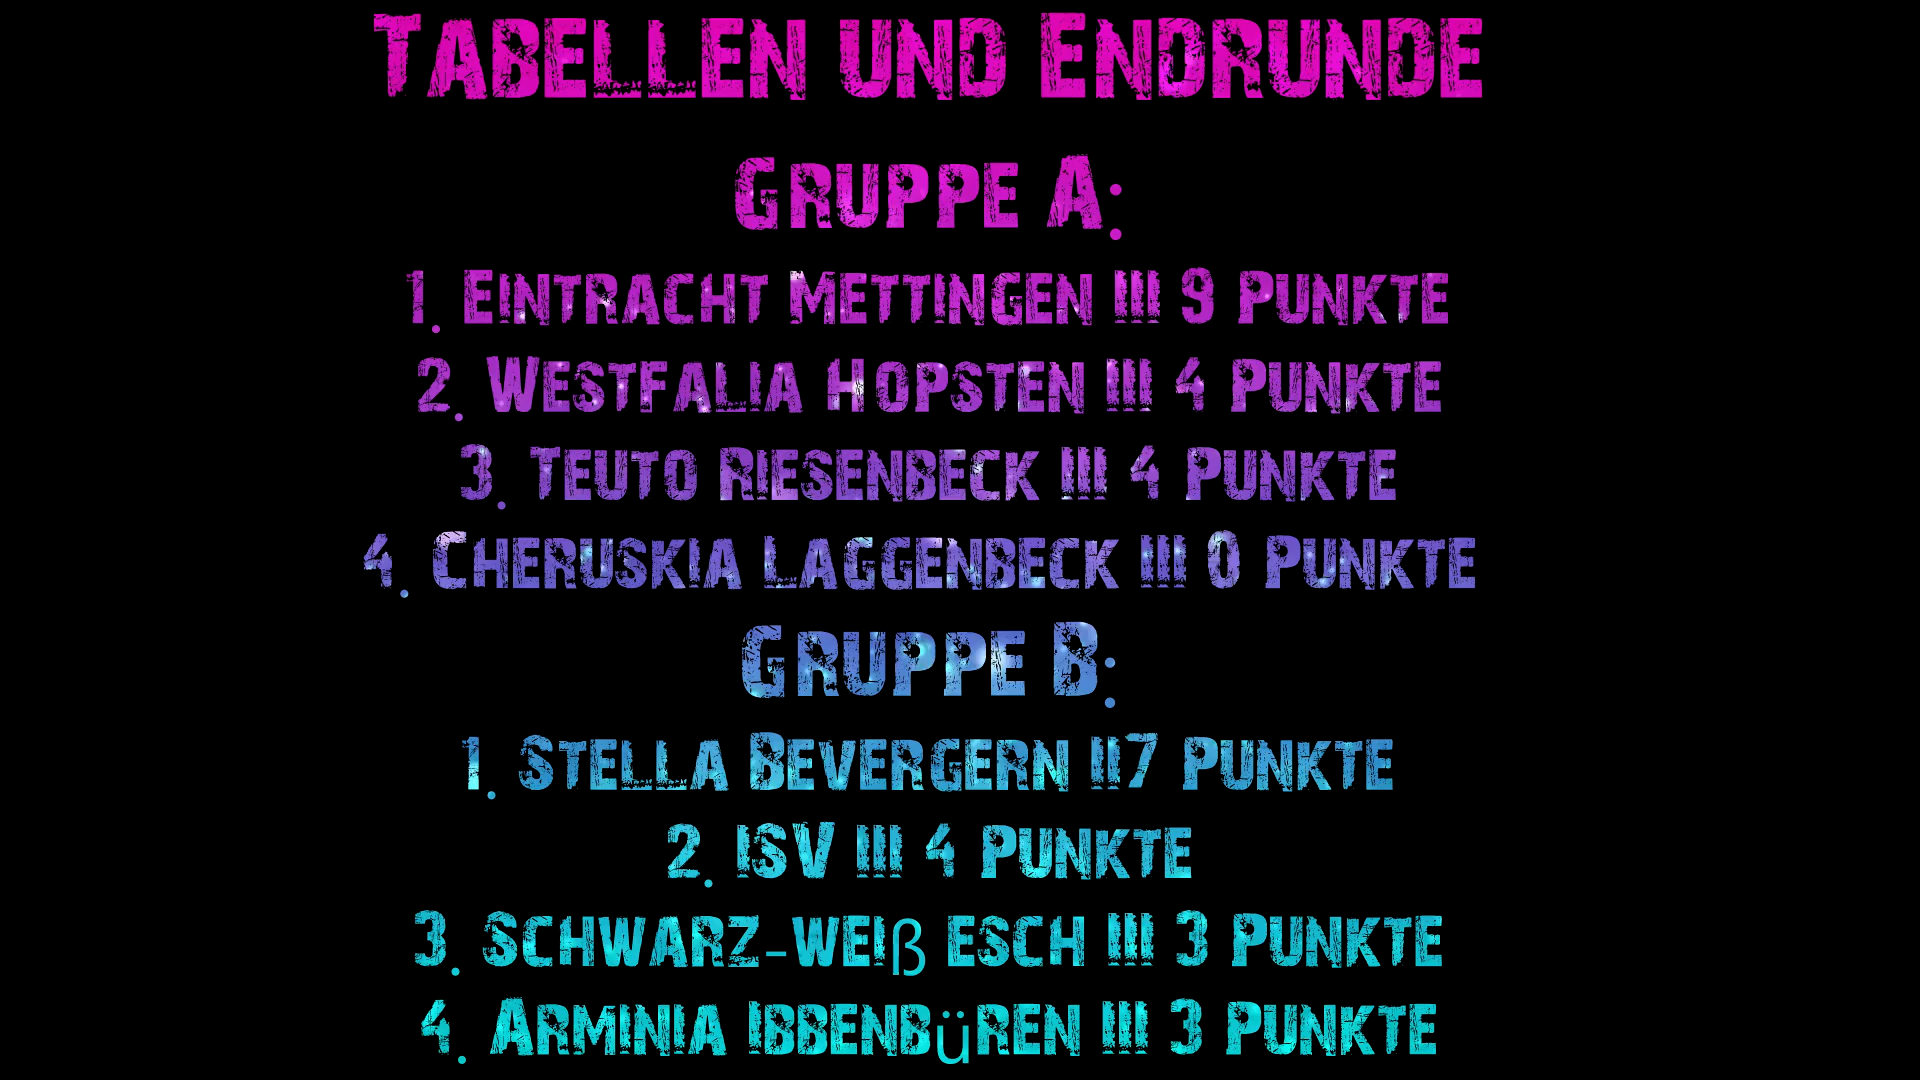 Tabellen und Endrunde
Gruppe A:
1. Eintracht Mettingen III 9 Punkte
2. Westfalia Hopsten III 4 Punkte
3. Teuto Riesenbeck III 4 Punkte
4. Cheruskia Laggenbeck III 0 Punkte
Gruppe B:
1. Stella Bevergern II7 Punkte
2. ISV III 4 Punkte
3. Schwarz-weiß esch III 3 Punkte
4. Arminia Ibbenbüren III 3 Punkte